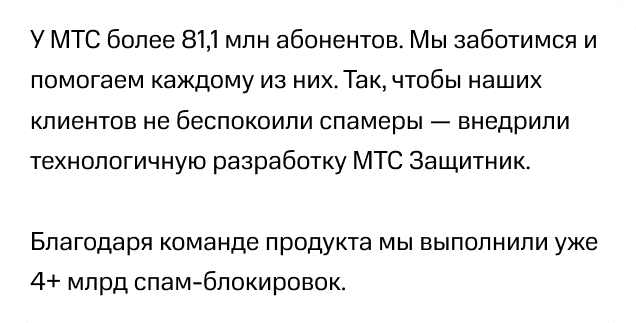 У МТС более 81,1 млн абонентов. Мы заботимся и
помогаем каждому из них. Так, чтобы наших
клиентов не беспокоили спамеры — внедрили
технологичную разработку МТС Защитник.
Благодаря команде продукта мы выполнили уже
4+ млрд спам-блокировок.